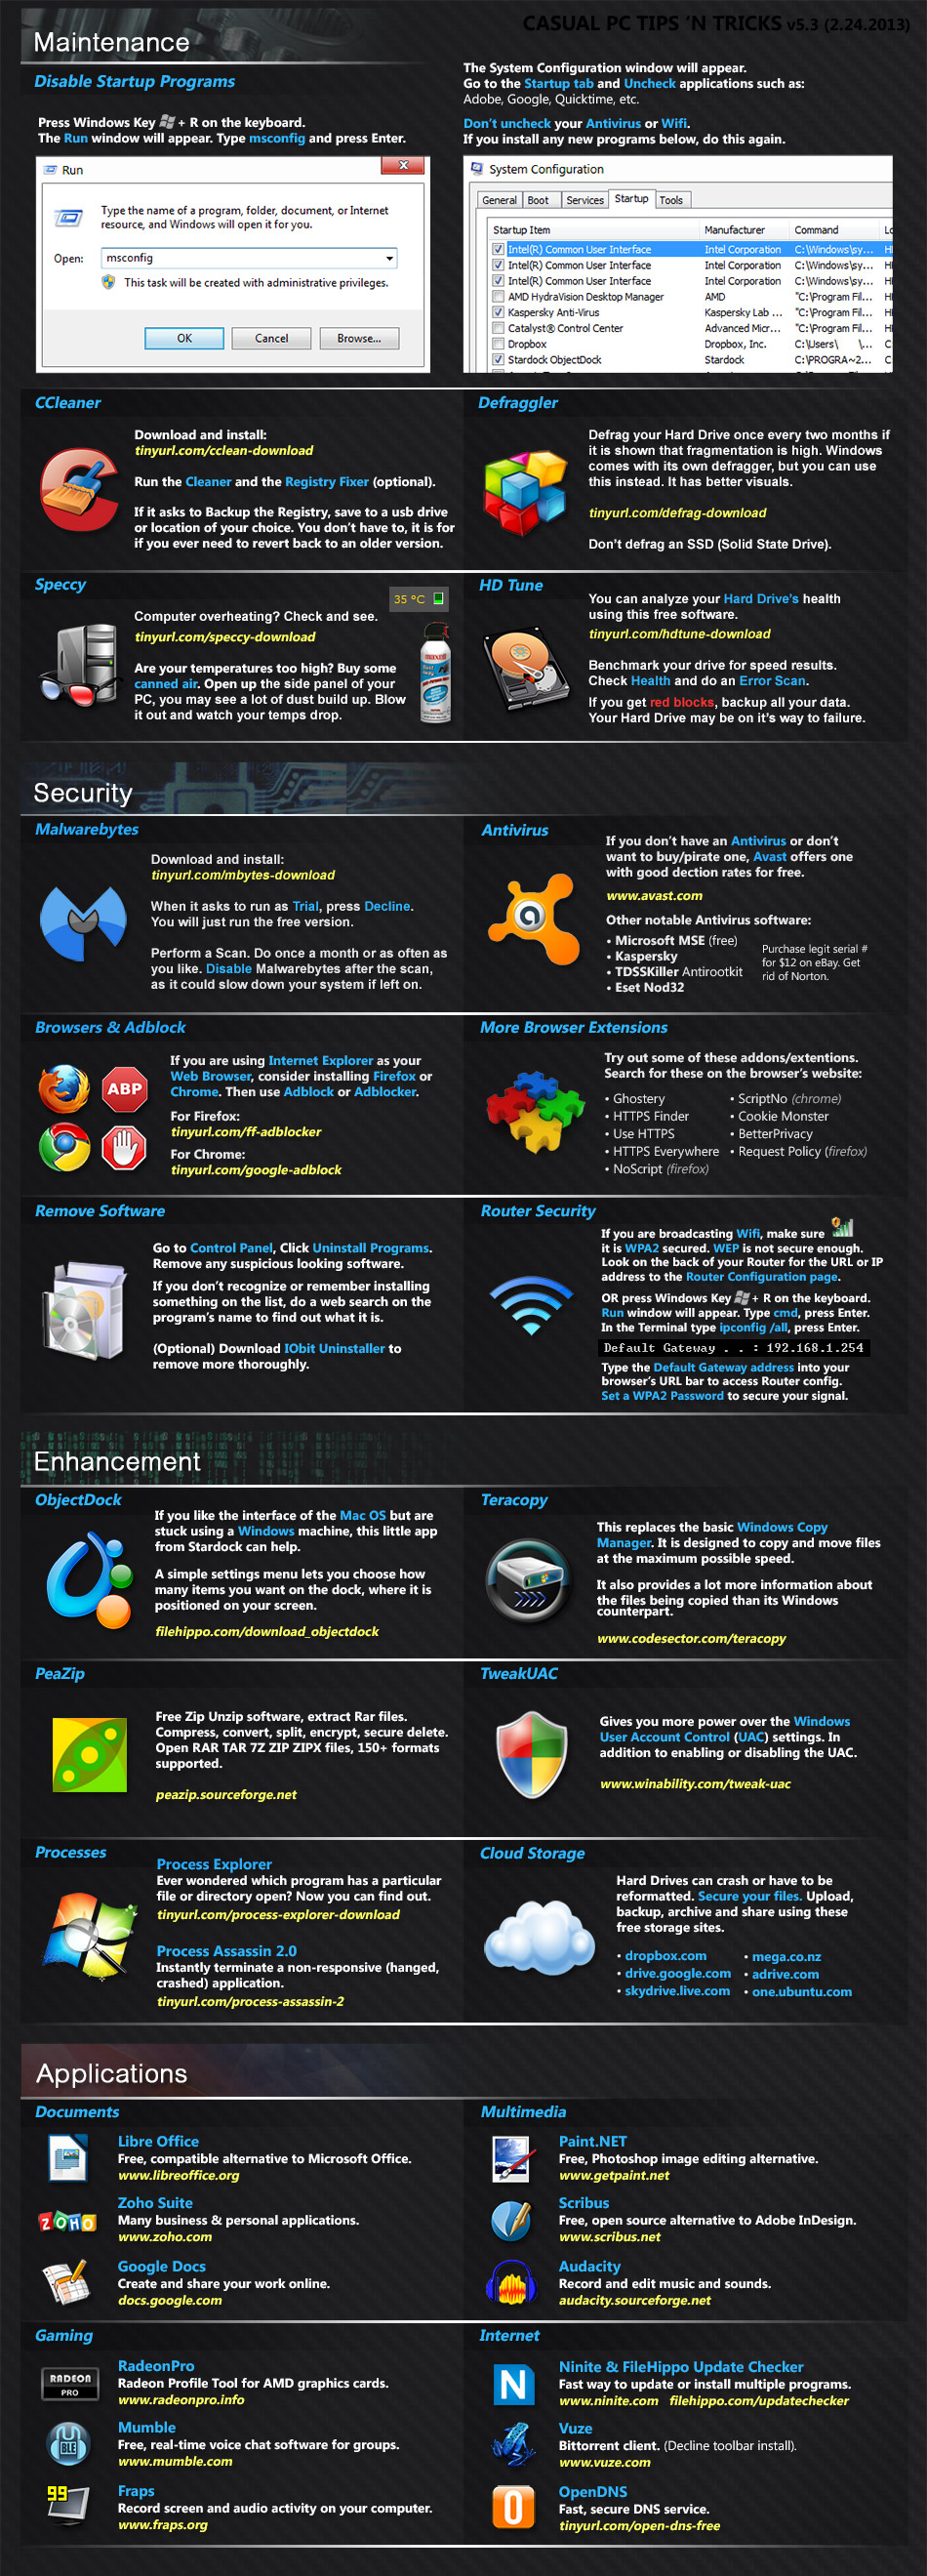 CASUAL PC TIPS 'N TRICKS v5.3 (2.24.2013)
Maintenance
Disable Startup Programs
Press Windows Key + R on the keyboard.
The Run window will appear. Type msconfig and press Enter.
Run
Type the name of a program, folder, document, or Internet
resource, and Windows will open it for you.
Open: msconfig
This task will be created with administrative privileges.
OK Cancel Browse...
The System Configuration window will appear.
Go to the Startup tab and Uncheck applications such as:
Adobe, Google, Quicktime, etc.
Don't uncheck your Antivirus or Wifi.
If you install any new programs below, do this again.
System Configuration
General Boot Services Startup Tools
Startup Item Manufacturer Command Lo
Intel(R) Common User Interface Intel Corporation C:\Windows\sy... H
Intel(R) Common User Interface Intel Corporation C:\Windows\sy... H
Intel(R) Common User Interface Intel Corporation C:\Windows\sy... H
AMD HydraVision Desktop Manager AMD "C:\Program Fil... H
Kaspersky Anti-Virus Kaspersky Lab ... "C:\Program Fil... H
Catalyst® Control Center Advanced Micr... "C:\Program Fil... H
Dropbox Dropbox, Inc. C:\Users\ \... C
Stardock ObjectDock Stardock C:\PROGRA~2... C
CCleaner
Download and install:
tinyurl.com/cclean-download
Run the Cleaner and the Registry Fixer (optional).
If it asks to Backup the Registry, save to a usb drive
or location of your choice. You don't have to, it is for
if you ever need to revert back to an older version.
Defraggler
Defrag your Hard Drive once every two months if
it is shown that fragmentation is high. Windows
comes with its own defragger, but you can use
this instead. It has better visuals.
tinyurl.com/defrag-download
Don't defrag an SSD (Solid State Drive).
Speccy
35 °C
Computer overheating? Check and see.
tinyurl.com/speccy-download
Are your temperatures too high? Buy some
canned air. Open up the side panel of your
PC, you may see a lot of dust build up. Blow
it out and watch your temps drop.
maxell
HD Tune
You can analyze your Hard Drive's health
using this free software.
tinyurl.com/hdtune-download
Benchmark your drive for speed results.
Check Health and do an Error Scan.
If you get red blocks, backup all your data.
Your Hard Drive may be on it's way to failure.
Security
Malwarebytes
Download and install:
tinyurl.com/mbytes-download
When it asks to run as Trial, press Decline.
You will just run the free version.
Perform a Scan. Do once a month or as often as
you like. Disable Malwarebytes after the scan,
as it could slow down your system if left on.
Antivirus
If you don't have an Antivirus or don't
want to buy/pirate one, Avast offers one
with good dection rates for free.
www.avast.com
Other notable Antivirus software:
• Microsoft MSE (free)
• Kaspersky
• TDSSKiller Antirootkit
• Eset Nod32
Purchase legit serial #
for $12 on eBay. Get
rid of Norton.
Browsers & Adblock
ABP
If you are using Internet Explorer as your
Web Browser, consider installing Firefox or
Chrome. Then use Adblock or Adblocker.
For Firefox:
tinyurl.com/ff-adblocker
For Chrome:
tinyurl.com/google-adblock
More Browser Extensions
Try out some of these addons/extentions.
Search for these on the browser's website:
• Ghostery
• HTTPS Finder
• Use HTTPS
• HTTPS Everywhere
• NoScript (firefox)
• ScriptNo (chrome)
• Cookie Monster
• BetterPrivacy
• Request Policy (firefox)
Remove Software
Go to Control Panel, Click Uninstall Programs.
Remove any suspicious looking software.
If you don't recognize or remember installing
something on the list, do a web search on the
program's name to find out what it is.
(Optional) Download IObit Uninstaller to
remove more thoroughly.
Router Security
If you are broadcasting Wifi, make sure
it is WPA2 secured. WEP is not secure enough.
Look on the back of your Router for the URL or IP
address to the Router Configuration page.
OR press Windows Key + R on the keyboard.
Run window will appear. Type cmd, press Enter.
In the Terminal type ipconfig /all, press Enter.
Default Gateway . . : 192.168.1.254
Type the Default Gateway address into your
browser's URL bar to access Router config.
Set a WPA2 Password to secure your signal.
Enhancement
ObjectDock
If you like the interface of the Mac OS but are
stuck using a Windows machine, this little app
from Stardock can help.
A simple settings menu lets you choose how
many items you want on the dock, where it is
positioned on your screen.
filehippo.com/download_objectdock
Teracopy
This replaces the basic Windows Copy
Manager. It is designed to copy and move files
at the maximum possible speed.
It also provides a lot more information about
the files being copied than its Windows
counterpart.
www.codesector.com/teracopy
PeaZip
Free Zip Unzip software, extract Rar files.
Compress, convert, split, encrypt, secure delete.
Open RAR TAR 7Z ZIP ZIPX files, 150+ formats
supported.
peazip.sourceforge.net
TweakUAC
Gives you more power over the Windows
User Account Control (UAC) settings. In
addition to enabling or disabling the UAC.
www.winability.com/tweak-uac
Processes
Process Explorer
Ever wondered which program has a particular
file or directory open? Now you can find out.
tinyurl.com/process-explorer-download
Process Assassin 2.0
Instantly terminate a non-responsive (hanged,
crashed) application.
tinyurl.com/process-assassin-2
Cloud Storage
Hard Drives can crash or have to be
reformatted. Secure your files. Upload,
backup, archive and share using these
free storage sites.
• dropbox.com
• drive.google.com
• skydrive.live.com
• mega.co.nz
• adrive.com
• one.ubuntu.com
Applications
Documents
Libre Office
Free, compatible alternative to Microsoft Office.
www.libreoffice.org
ZOHO
Zoho Suite
Many business & personal applications.
www.zoho.com
Google Docs
Create and share your work online.
docs.google.com
Multimedia
Paint.NET
Free, Photoshop image editing alternative.
www.getpaint.net
Scribus
Free, open source alternative to Adobe InDesign.
www.scribus.net
Audacity
Record and edit music and sounds.
audacity.sourceforge.net
Gaming
RADEON
PRO
RadeonPro
Radeon Profile Tool for AMD graphics cards.
www.radeonpro.info
BLE
Mumble
Free, real-time voice chat software for groups.
www.mumble.com
99
Fraps
Record screen and audio activity on your computer.
www.fraps.org
Internet
N
Ninite & FileHippo Update Checker
Fast way to update or install multiple programs.
www.ninite.com filehippo.com/updatechecker
Vuze
Bittorrent client. (Decline toolbar install).
www.vuze.com
OpenDNS
Fast, secure DNS service.
tinyurl.com/open-dns-free